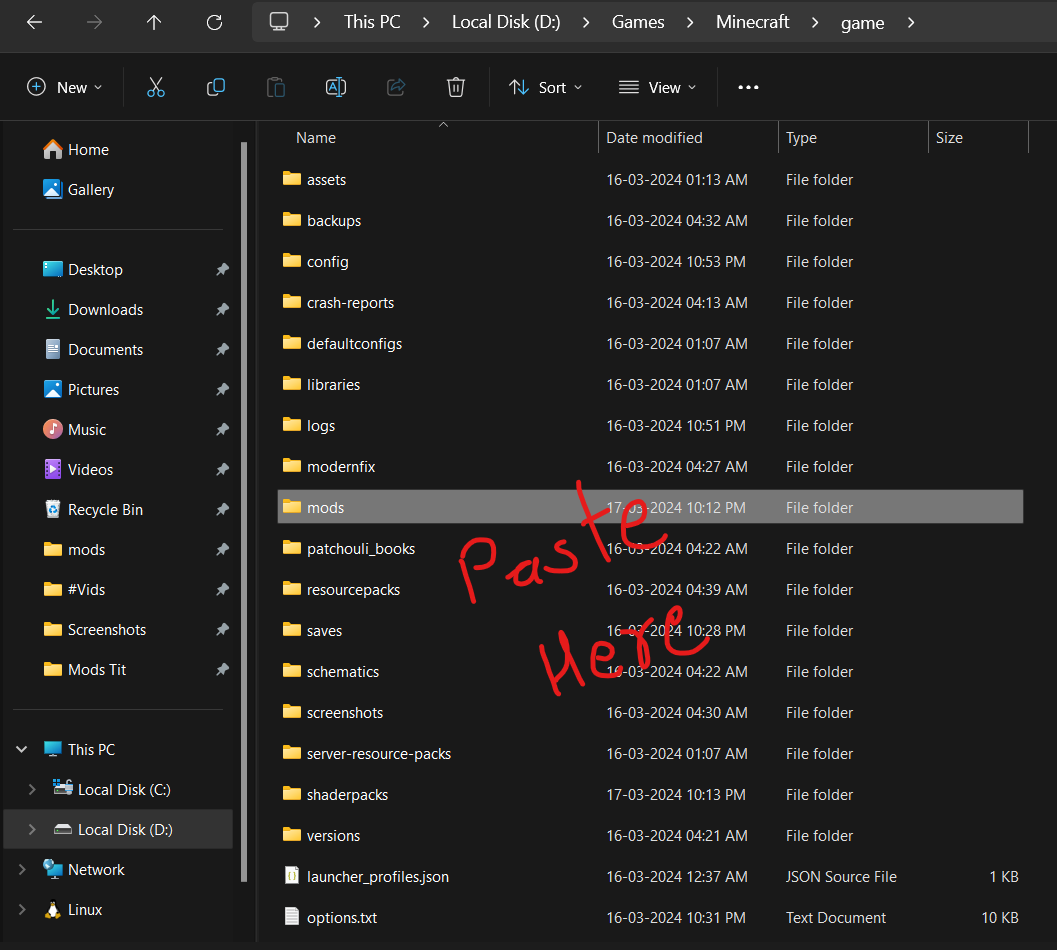 This PC > Local Disk (D:) > Games > Minecraft > game >
New Sort View
Home
Gallery
Desktop
Downloads
Documents
Pictures
Music
Videos
Recycle Bin
mods
#Vids
Screenshots
Mods Tit
This PC
Local Disk (C:)
Local Disk (D:)
Network
Linux
Name Date modified Type Size
assets 16-03-2024 01:13 AM File folder
backups 16-03-2024 04:32 AM File folder
config 16-03-2024 10:53 PM File folder
crash-reports 16-03-2024 04:13 AM File folder
defaultconfigs 16-03-2024 01:07 AM File folder
libraries 16-03-2024 01:07 AM File folder
logs 16-03-2024 10:51 PM File folder
modernfix 16-03-2024 04:27 AM File folder
mods 17-03-2024 10:12 PM File folder
patchouli_books 16-03-2024 04:22 AM File folder
resourcepacks 16-03-2024 04:39 AM File folder
saves 16-03-2024 10:28 PM File folder
schematics 16-03-2024 04:22 AM File folder
screenshots 16-03-2024 04:30 AM File folder
server-resource-packs 16-03-2024 01:07 AM File folder
shaderpacks 17-03-2024 10:13 PM File folder
versions 16-03-2024 04:21 AM File folder
launcher_profiles.json 16-03-2024 12:37 AM JSON Source File 1 KB
options.txt 16-03-2024 10:31 PM Text Document 10 KB
Paste
Here